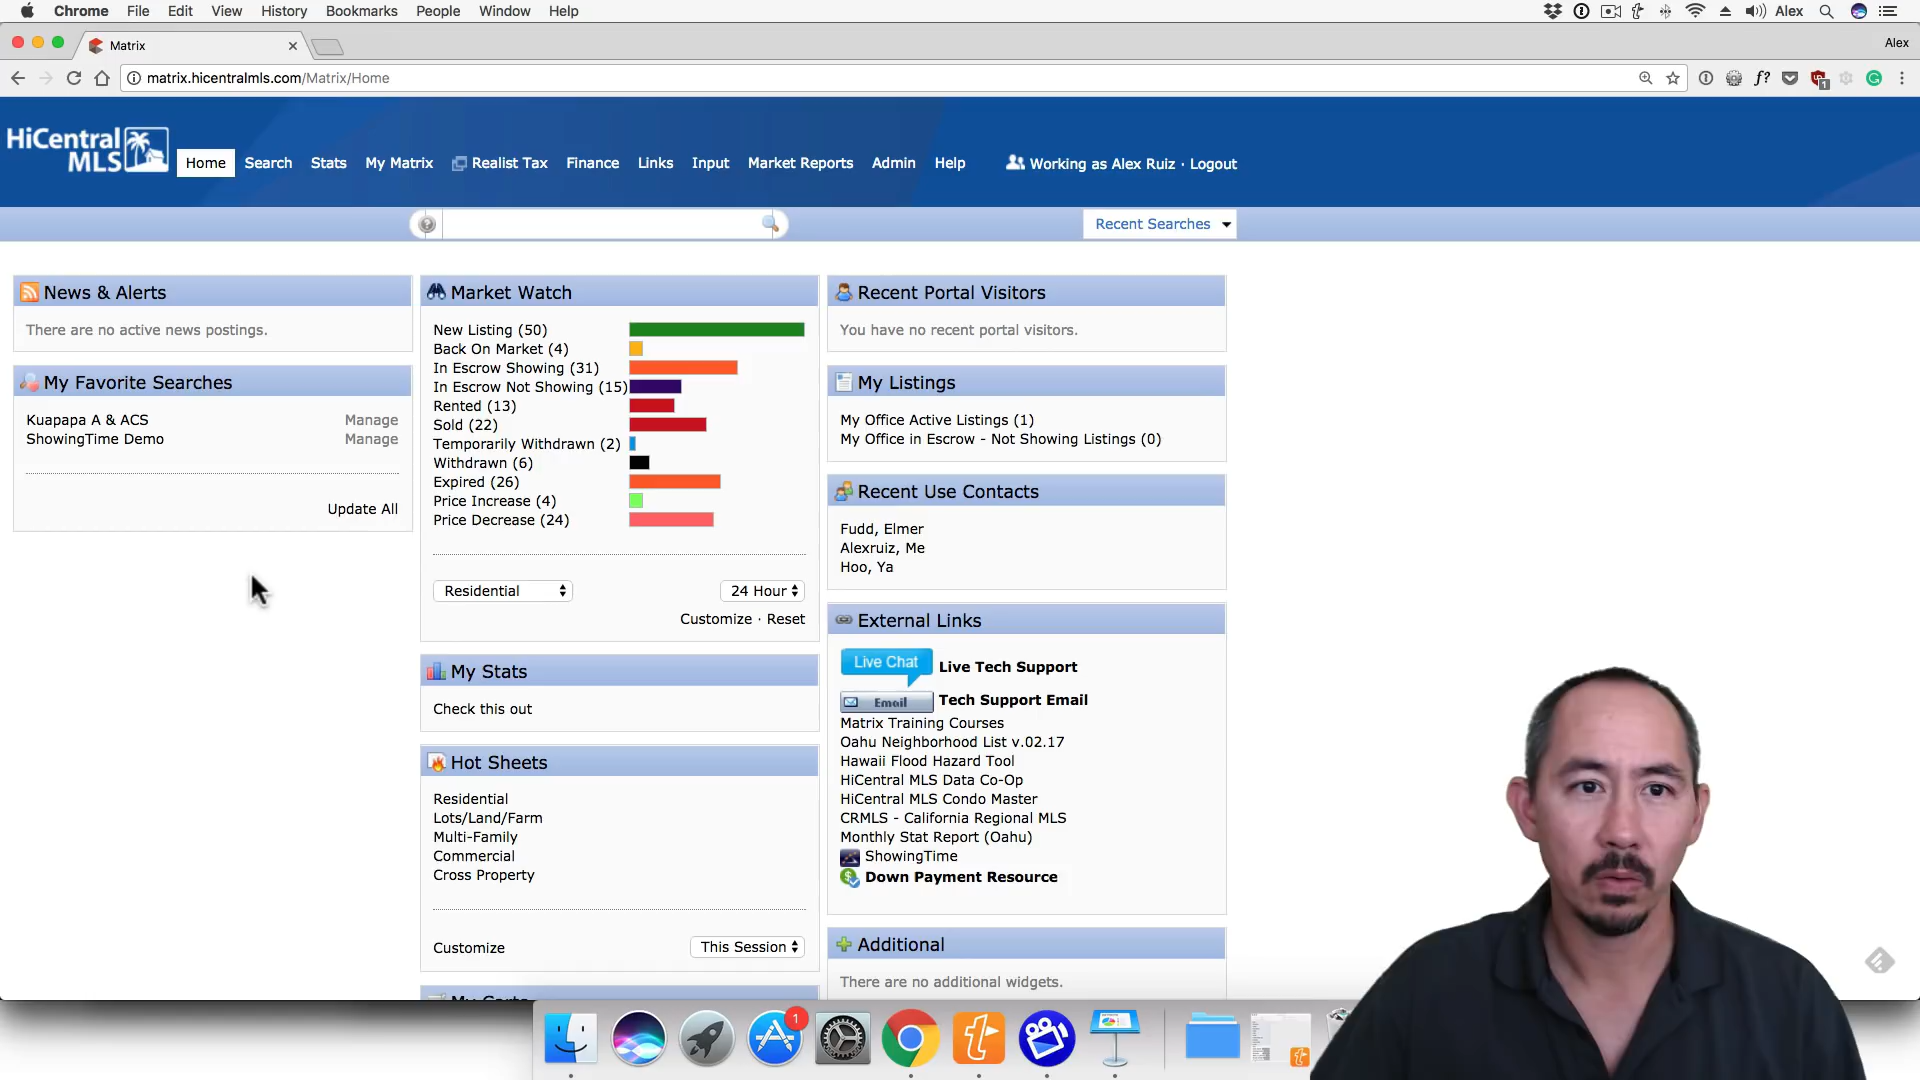 Chrome File Edit View History Bookmarks People Window Help Alex
Matrix Alex
matrix.hicentralmls.com/Matrix/Home
HiCentral
MLS
Home Search Stats My Matrix Realist Tax Finance Links Input Market Reports Admin Help Working as Alex Ruiz · Logout
Recent Searches
News & Alerts
There are no active news postings.
My Favorite Searches
Kuapapa A & ACS Manage
ShowingTime Demo Manage
Update All
Market Watch
New Listing (50)
Back On Market (4)
In Escrow Showing (31)
In Escrow Not Showing (15)
Rented (13)
Sold (22)
Temporarily Withdrawn (2)
Withdrawn (6)
Expired (26)
Price Increase (4)
Price Decrease (24)
Residential 24 Hour
Customize · Reset
My Stats
Check this out
Hot Sheets
Residential
Lots/Land/Farm
Multi-Family
Commercial
Cross Property
Customize This Session
My Carts
Recent Portal Visitors
You have no recent portal visitors.
My Listings
My Office Active Listings (1)
My Office in Escrow - Not Showing Listings (0)
Recent Use Contacts
Fudd, Elmer
Alexruiz, Me
Hoo, Ya
External Links
Live Chat Live Tech Support
Email Tech Support Email
Matrix Training Courses
Oahu Neighborhood List v.02.17
Hawaii Flood Hazard Tool
HiCentral MLS Data Co-Op
HiCentral MLS Condo Master
CRMLS - California Regional MLS
Monthly Stat Report (Oahu)
ShowingTime
Down Payment Resource
Additional
There are no additional widgets.
1